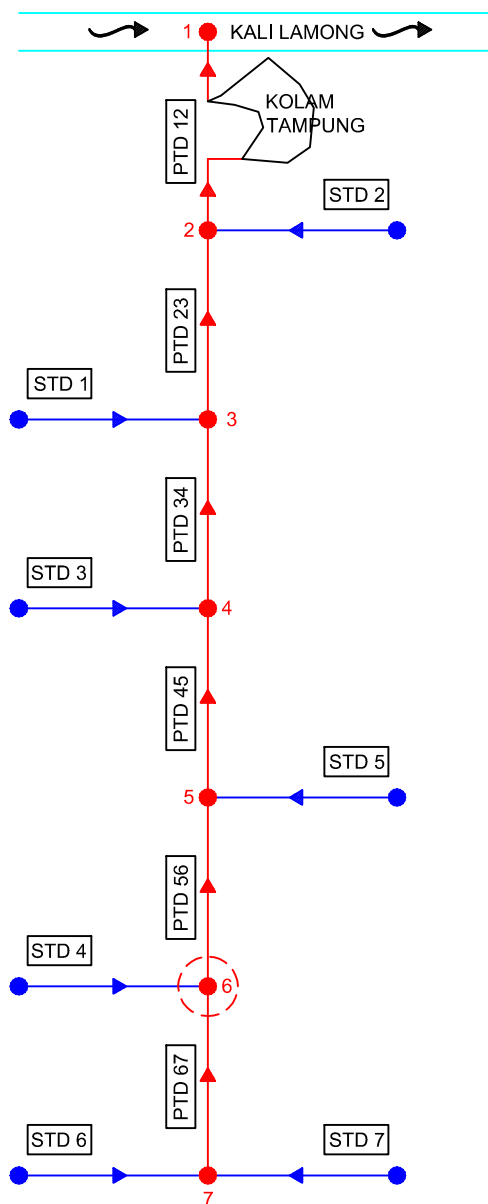 1
KALI LAMONG
KOLAM
TAMPUNG
PTD 12
STD 2
2
PTD 23
STD 1
3
PTD 34
STD 3
4
PTD 45
STD 5
5
PTD 56
STD 4
6
PTD 67
STD 6
STD 7
7